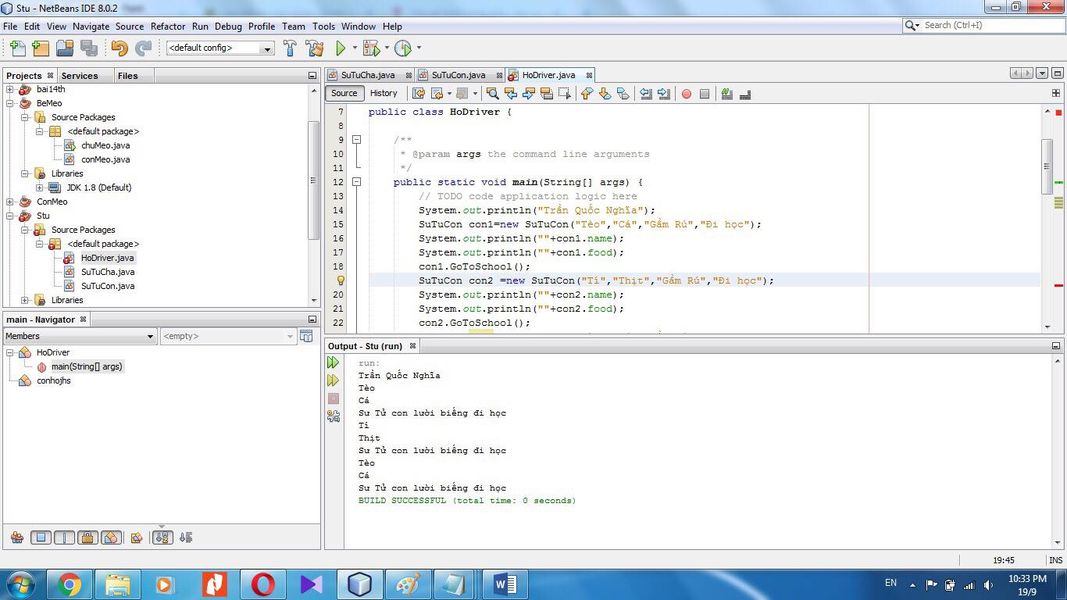 Stu - NetBeans IDE 8.0.2
File Edit View Navigate Source Refactor Run Debug Profile Team Tools Window Help
Search (Ctrl+I)
<default config>
Projects Services Files
SuTuCha.java SuTuCon.java HoDriver.java
Source History
bai14th
BeMeo
Source Packages
<default package>
chuMeo.java
conMeo.java
Libraries
JDK 1.8 (Default)
ConMeo
Stu
Source Packages
<default package>
HoDriver.java
SuTuCha.java
SuTuCon.java
Libraries
7 public class HoDriver {
8
9 /**
10 * @param args the command line arguments
11 */
12 public static void main(String[] args) {
13 // TODO code application logic here
14 System.out.println("Trần Quốc Nghĩa");
15 SuTuCon con1=new SuTuCon("Tèo","Cá","Gầm Rú","Đi học");
16 System.out.println(""+con1.name);
17 System.out.println(""+con1.food);
18 con1.GoToSchool();
SuTuCon con2 =new SuTuCon("Tí","Thịt","Gầm Rú","Đi học");
20 System.out.println(""+con2.name);
21 System.out.println(""+con2.food);
22 con2.GoToSchool();
main - Navigator
Members <empty>
HoDriver
main(String[] args)
conhojhs
Output - Stu (run)
run:
Trần Quốc Nghĩa
Tèo
Cá
Sư Tử con lười biếng đi học
Tí
Thịt
Sư Tử con lười biếng đi học
Tèo
Cá
Sư Tử con lười biếng đi học
BUILD SUCCESSFUL (total time: 0 seconds)
19:45 INS
EN
10:33 PM
19/9